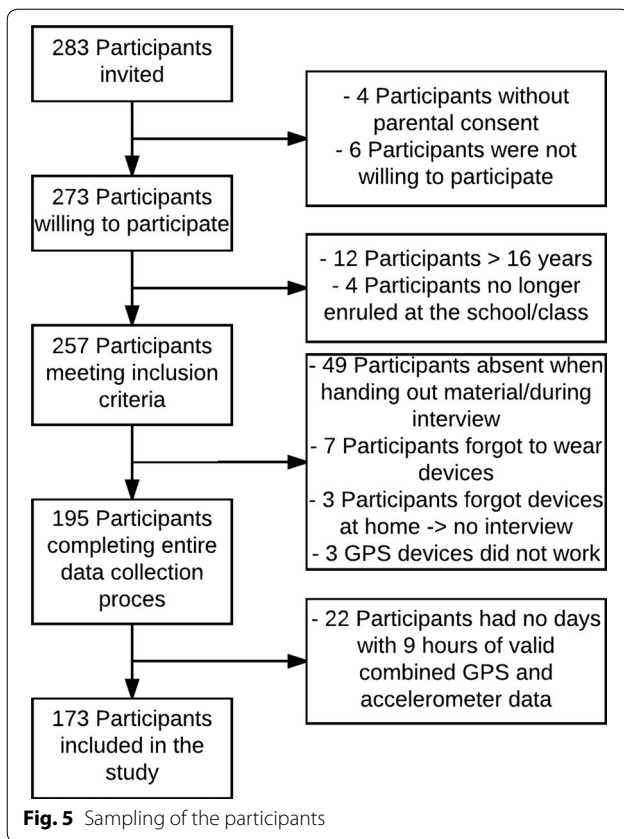 283 Participants
invited
- 4 Participants without
parental consent
- 6 Participants were not
willing to participate
273 Participants
willing to participate
- 12 Participants > 16 years
- 4 Participants no longer
enruled at the school/class
257 Participants
meeting inclusion
criteria
- 49 Participants absent when
handing out material/during
interview
- 7 Participants forgot to wear
devices
- 3 Participants forgot devices
at home -> no interview
- 3 GPS devices did not work
195 Participants
completing entire
data collection
proces
- 22 Participants had no days
with 9 hours of valid
combined GPS and
accelerometer data
173 Participants
included in the
study
Fig. 5 Sampling of the participants